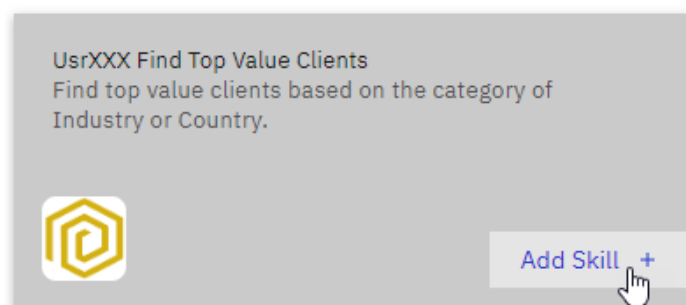 UsrXXX Find Top Value Clients
Find top value clients based on the category of
Industry or Country.
Add Skill +